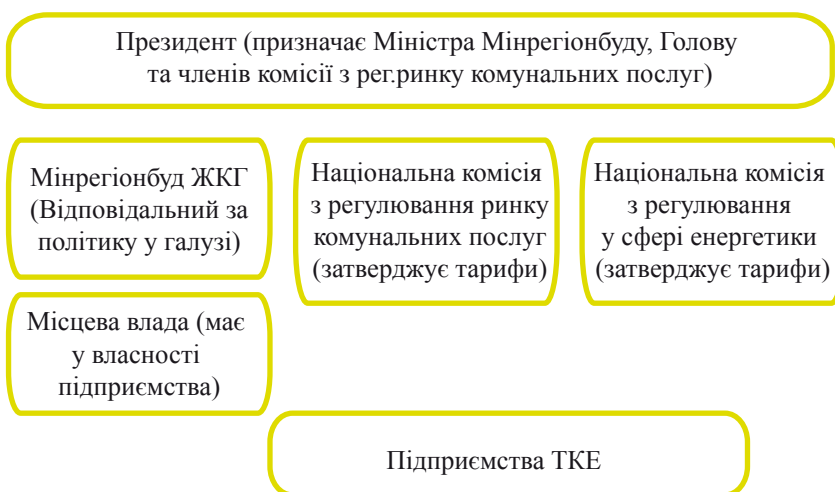 Президент (призначає Міністра Мінрегіонбуду, Голову
та членів комісії з рег.ринку комунальних послуг)
Мінрегіонбуд ЖКГ
(Відповідальний за
політику у галузі)
Національна комісія
з регулювання ринку
комунальних послуг
(затверджує тарифи)
Національна комісія
з регулювання
у сфері енергетики
(затверджує тарифи)
Місцева влада (має
у власності
підприємства)
Підприємства ТКЕ